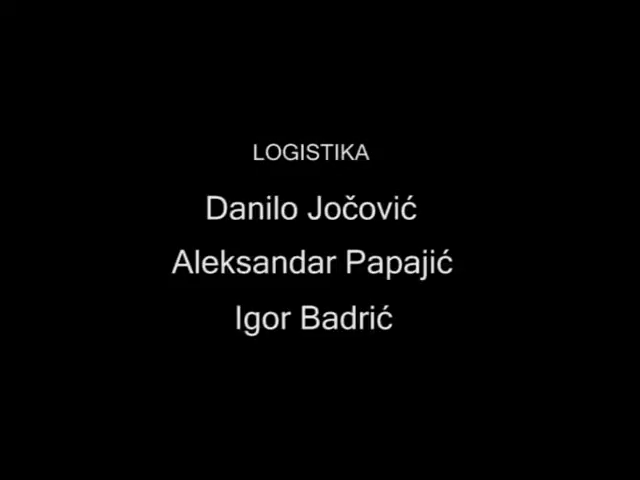 LOGISTIKA
Danilo Jočović
Aleksandar Papajić
Igor Badrić